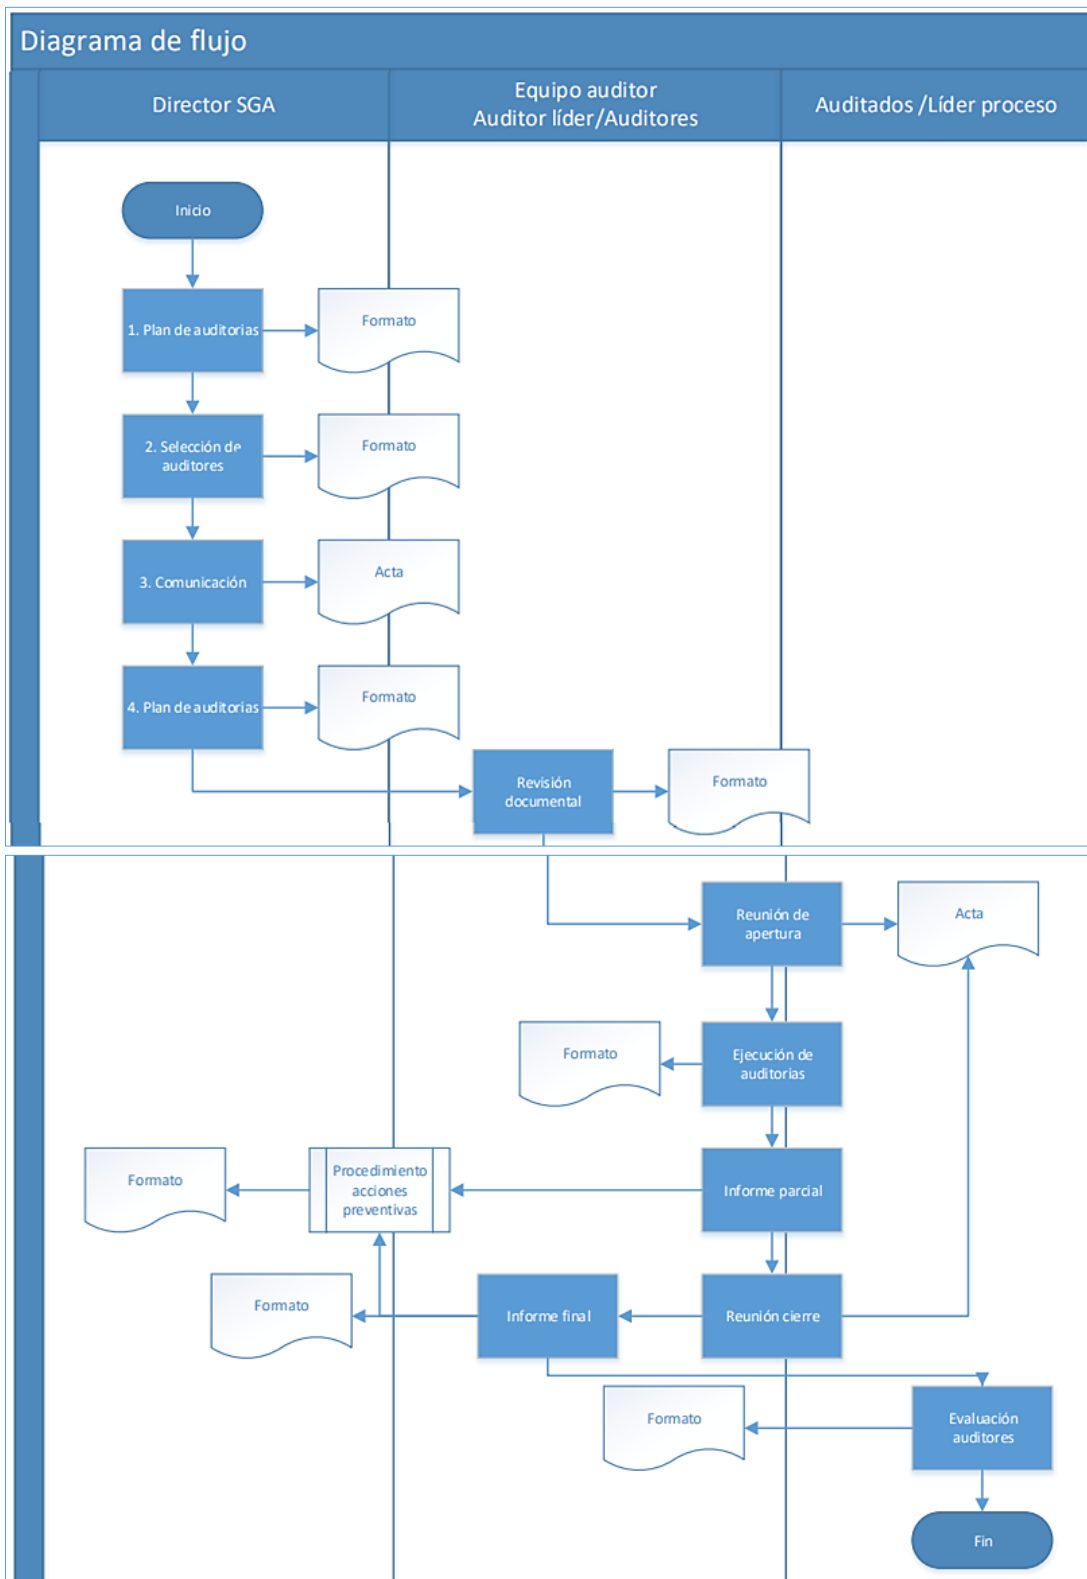 Diagrama de flujo
Director SGA
Equipo auditor
Auditor líder/Auditores
Auditados /Líder proceso
Inicio
1. Plan de auditorias
Formato
2. Selección de
auditores
Formato
3. Comunicación
Acta
4. Plan de auditorias
Formato
Revisión
documental
Formato
Reunión de
apertura
Acta
Ejecución de
auditorias
Formato
Informe parcial
Procedimiento
acciones
preventivas
Formato
Reunión cierre
Informe final
Formato
Evaluación
auditores
Formato
Fin